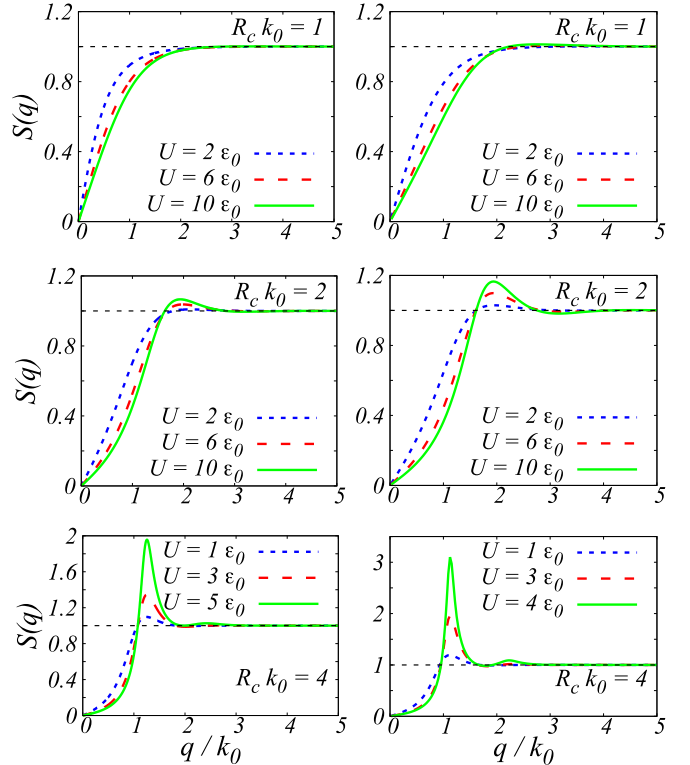 1.2
R_c k_0 = 1
0.8
S(q)
0.4
U = 2 ε_0
U = 6 ε_0
U = 10 ε_0
0
0 1 2 3 4 5
1.2
R_c k_0 = 1
0.8
0.4
U = 2 ε_0
U = 6 ε_0
U = 10 ε_0
0
0 1 2 3 4 5
1.2
R_c k_0 = 2
0.8
S(q)
0.4
U = 2 ε_0
U = 6 ε_0
U = 10 ε_0
0
0 1 2 3 4 5
1.2
R_c k_0 = 2
0.8
0.4
U = 2 ε_0
U = 6 ε_0
U = 10 ε_0
0
0 1 2 3 4 5
2
U = 1 ε_0
1.6
U = 3 ε_0
U = 5 ε_0
1.2
S(q)
0.8
0.4
R_c k_0 = 4
0
0 1 2 3 4 5
q / k_0
U = 1 ε_0
3
U = 3 ε_0
U = 4 ε_0
2
1
R_c k_0 = 4
0
0 1 2 3 4 5
q / k_0